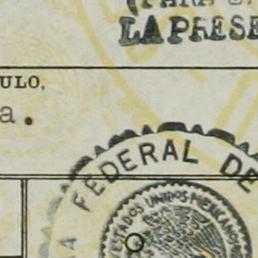 LA PRESE
ULO,
a.
A FEDERAL DE
ESTADOS UNIDOS MEXICANOS